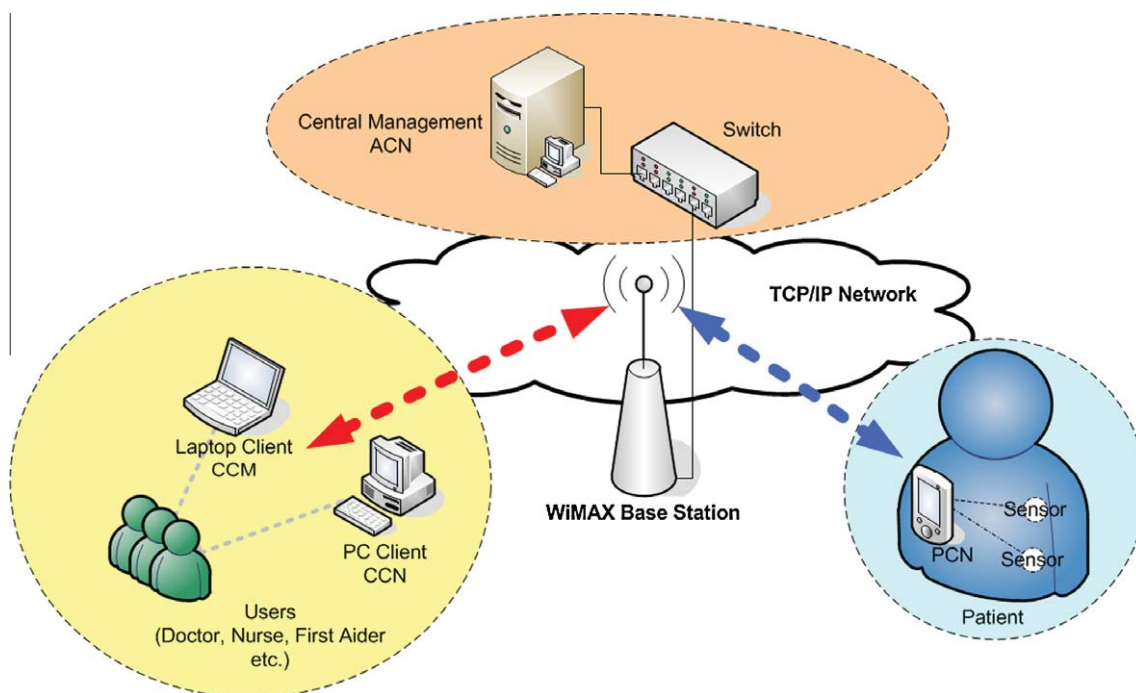 Central Management
ACN
Switch
TCP/IP Network
Laptop Client
CCM
PC Client
CCN
Users
(Doctor, Nurse, First Aider
etc.)
WiMAX Base Station
Sensor
PCN
Sensor
Patient